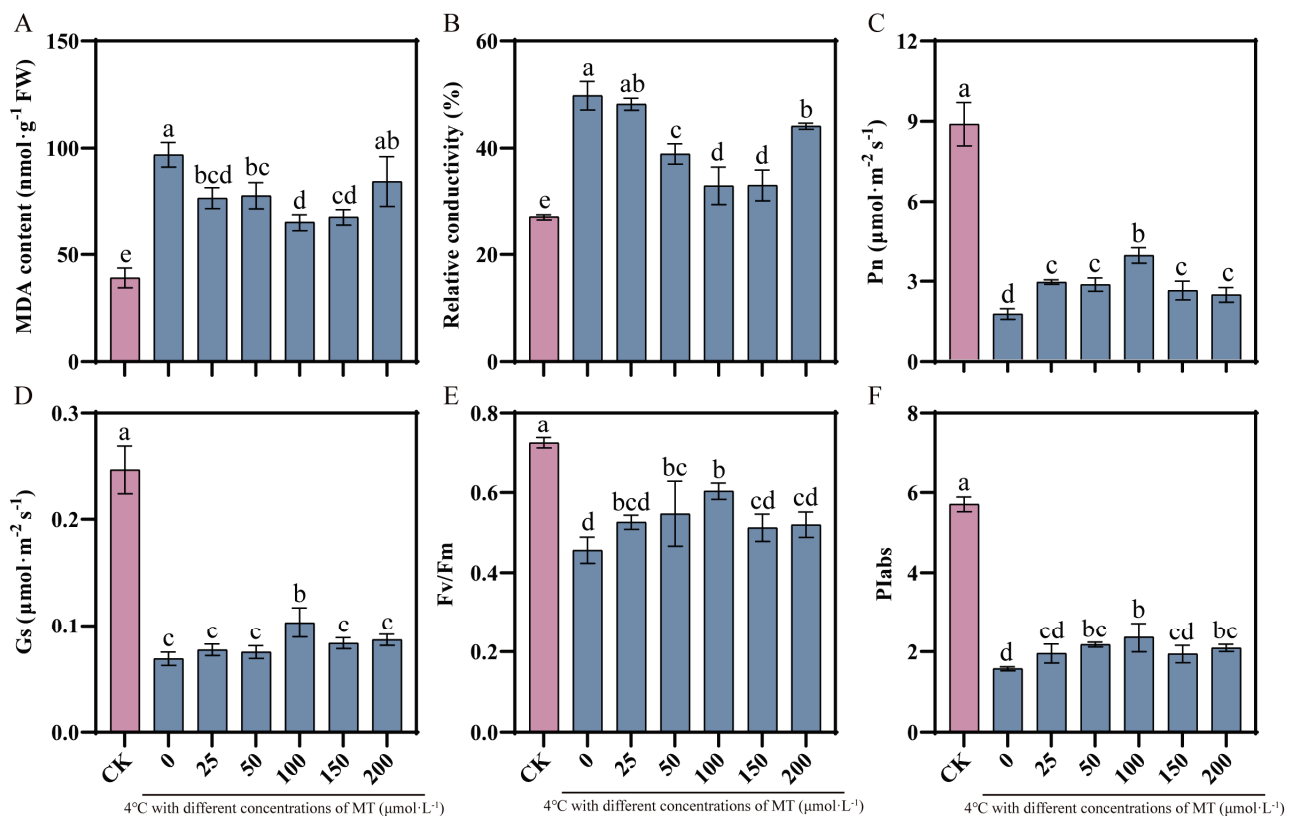 A
MDA content (nmol·g⁻¹ FW)
150
100
50
0
e
a
bcd
bc
d
cd
ab
B
Relative conductivity (%)
60
40
20
0
e
a
ab
c
d
d
b
C
Pn (μmol·m⁻² s⁻¹)
12
9
6
3
0
a
d
c
c
b
c
c
D
Gs (μmol·m⁻² s⁻¹)
0.3
0.2
0.1
0.0
a
c
c
c
b
c
c
CK
0
25
50
100
150
200
4°C with different concentrations of MT (μmol·L⁻¹)
E
Fv/Fm
0.8
0.6
0.4
0.2
0.0
a
d
bcd
bc
b
cd
cd
CK
0
25
50
100
150
200
4°C with different concentrations of MT (μmol·L⁻¹)
F
PIabs
8
6
4
2
0
a
d
cd
bc
b
cd
bc
CK
0
25
50
100
150
200
4°C with different concentrations of MT (μmol·L⁻¹)